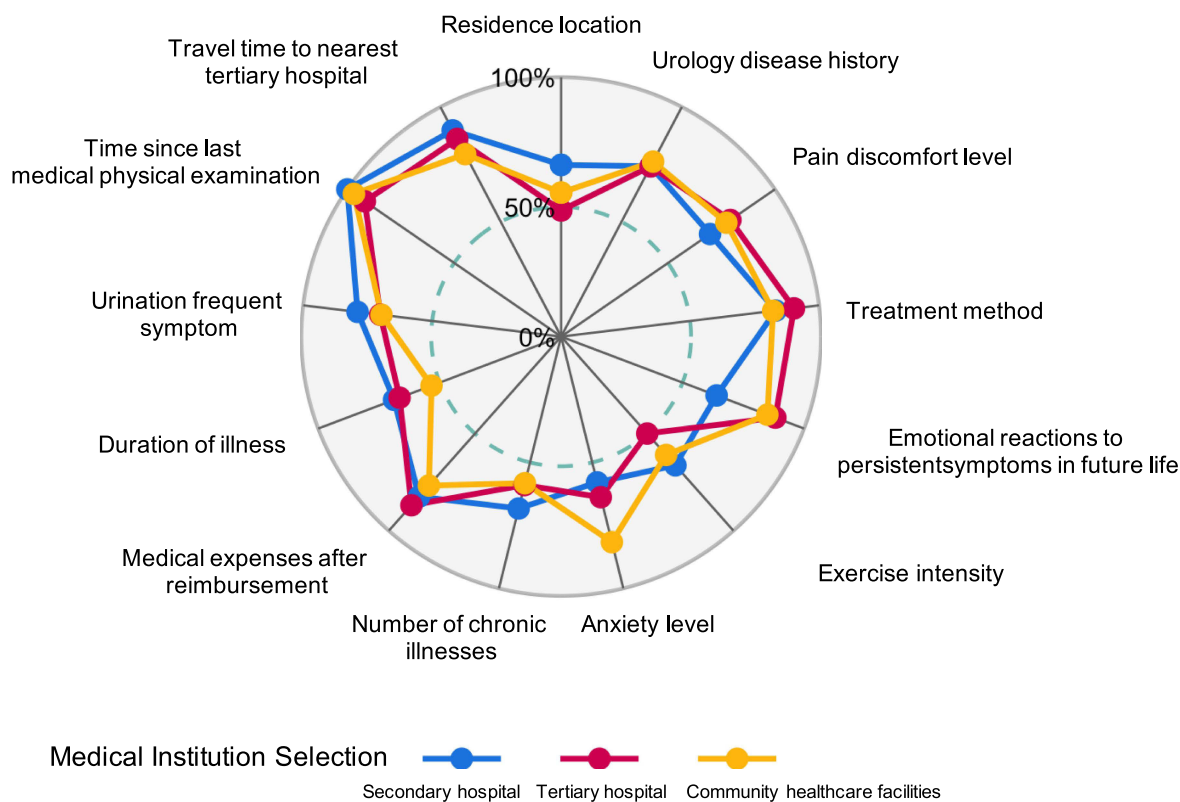 Residence location
Travel time to nearest
tertiary hospital
Urology disease history
100%
Time since last
medical physical examination
Pain discomfort level
50%
Urination frequent
symptom
Treatment method
0%
Duration of illness
Emotional reactions to
persistentsymptoms in future life
Medical expenses after
reimbursement
Exercise intensity
Number of chronic
illnesses
Anxiety level
Medical Institution Selection
Secondary hospital
Tertiary hospital
Community healthcare facilities